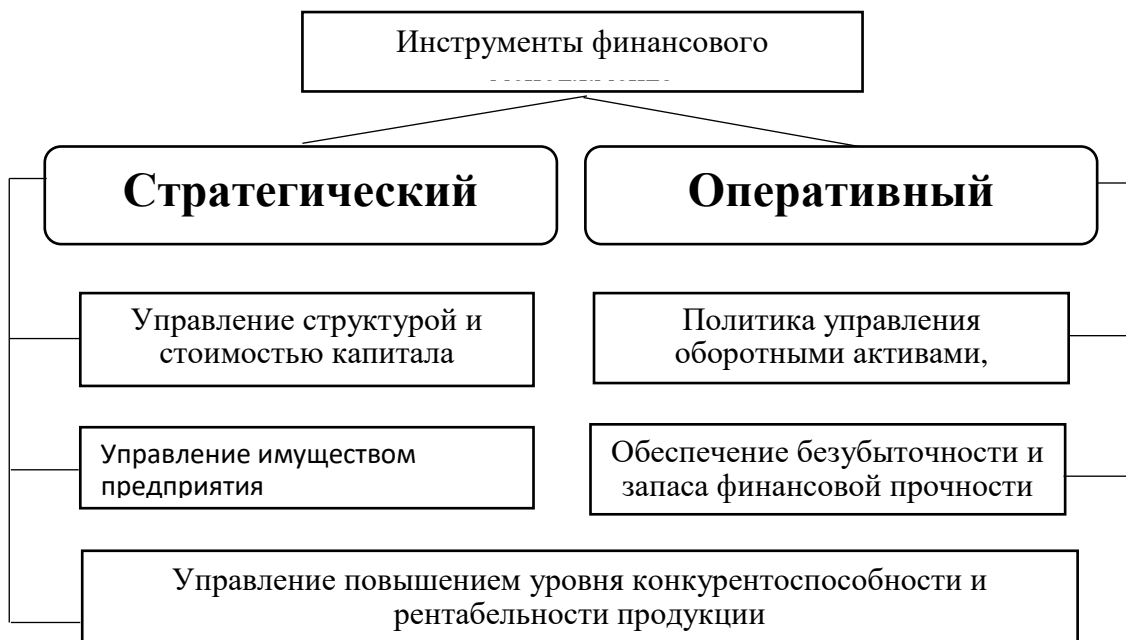 Инструменты финансового
Стратегический
Оперативный
Управление структурой и
стоимостью капитала
Политика управления
оборотными активами,
Управление имуществом
предприятия
Обеспечение безубыточности и
запаса финансовой прочности
Управление повышением уровня конкурентоспособности и
рентабельности продукции